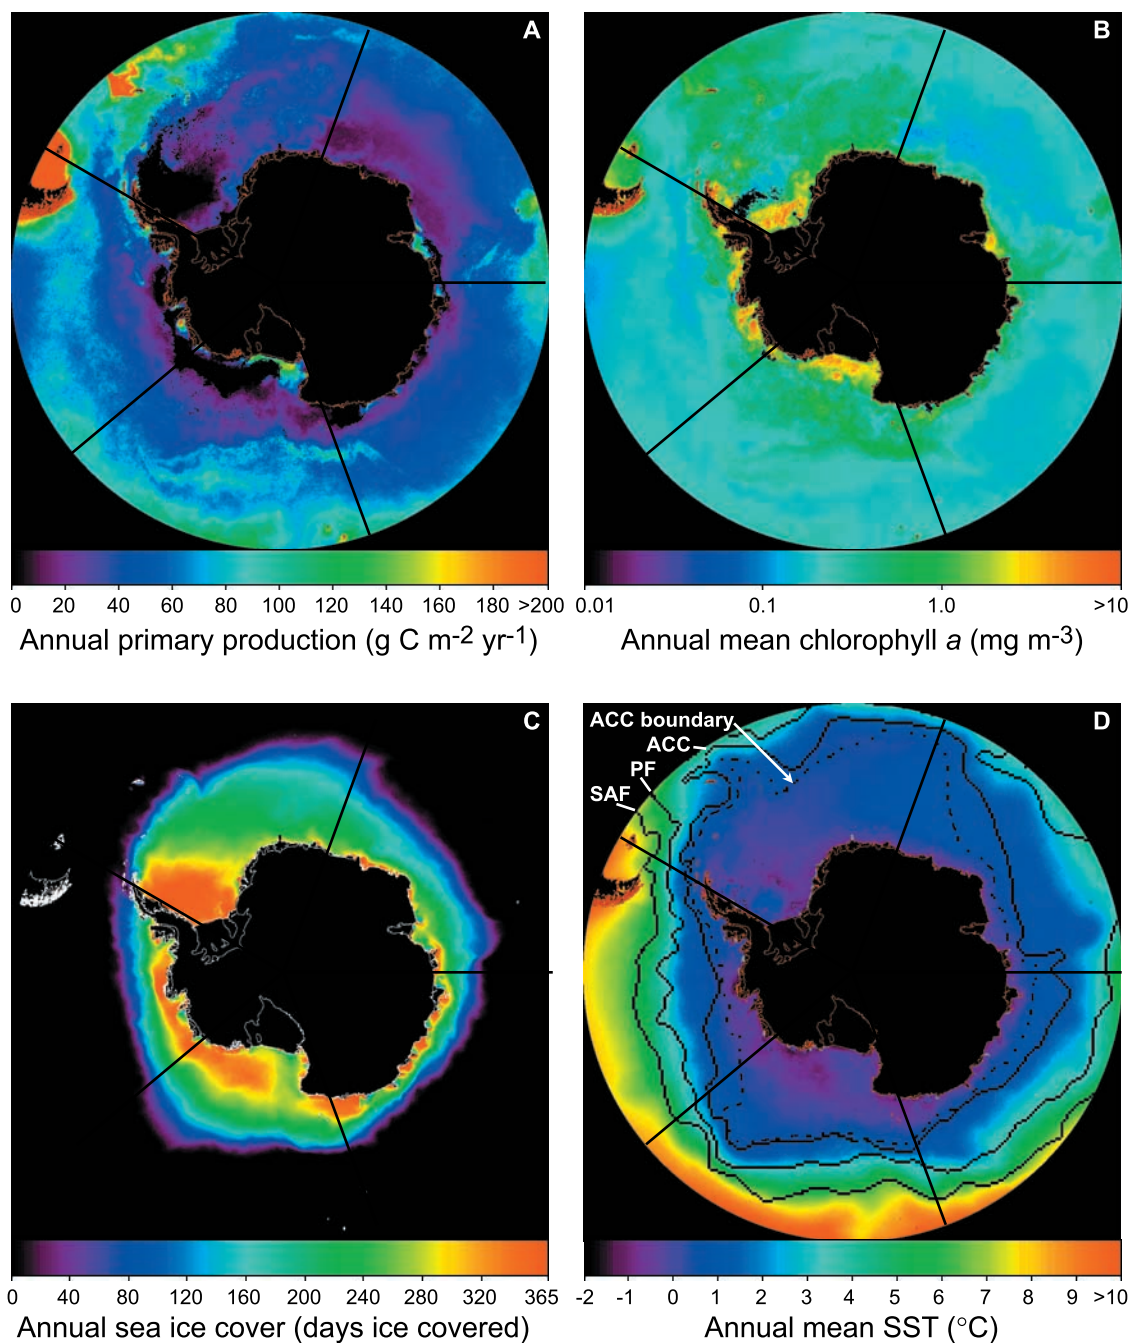 A
B
0 20 40 60 80 100 120 140 160 180 >200
Annual primary production (g C m-2 yr-1)
0.01 0.1 1.0 >10
Annual mean chlorophyll a (mg m-3)
C
D
ACC boundary
ACC
PF
SAF
0 40 80 120 160 200 240 280 320 365
Annual sea ice cover (days ice covered)
-2 -1 0 1 2 3 4 5 6 7 8 9 >10
Annual mean SST (°C)